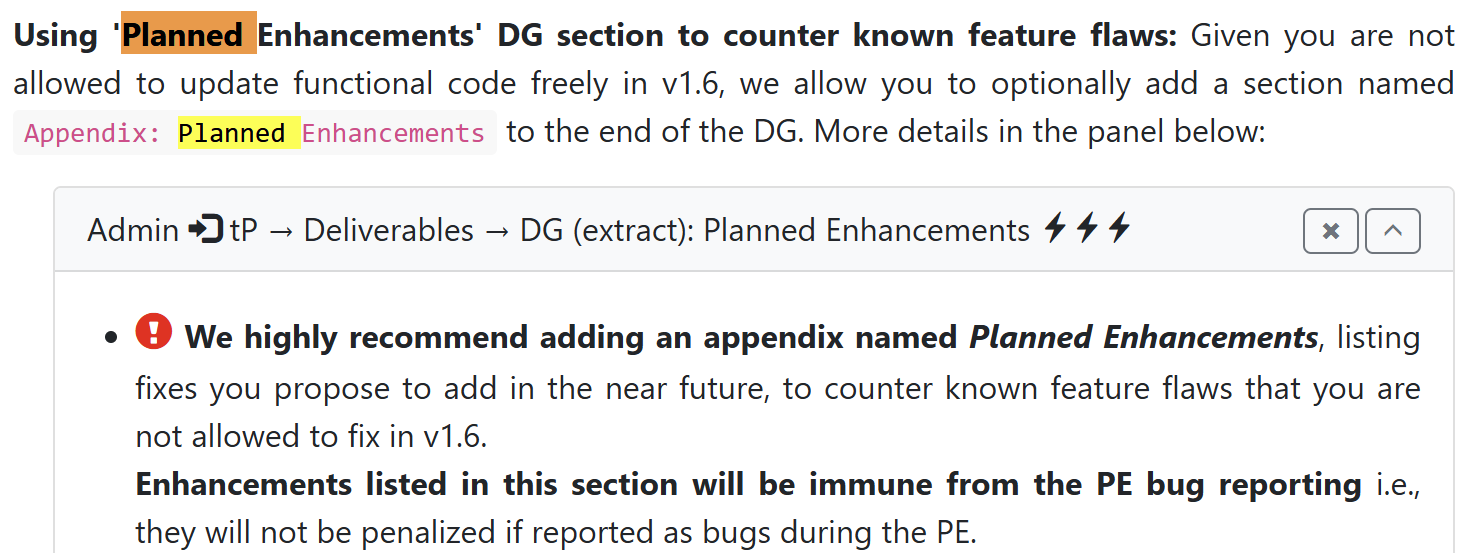 Using 'Planned Enhancements' DG section to counter known feature flaws: Given you are not
allowed to update functional code freely in v1.6, we allow you to optionally add a section named
Appendix: Planned Enhancements to the end of the DG. More details in the panel below:
Admin tP → Deliverables → DG (extract): Planned Enhancements
We highly recommend adding an appendix named Planned Enhancements, listing
fixes you propose to add in the near future, to counter known feature flaws that you are
not allowed to fix in v1.6.
Enhancements listed in this section will be immune from the PE bug reporting i.e.,
they will not be penalized if reported as bugs during the PE.